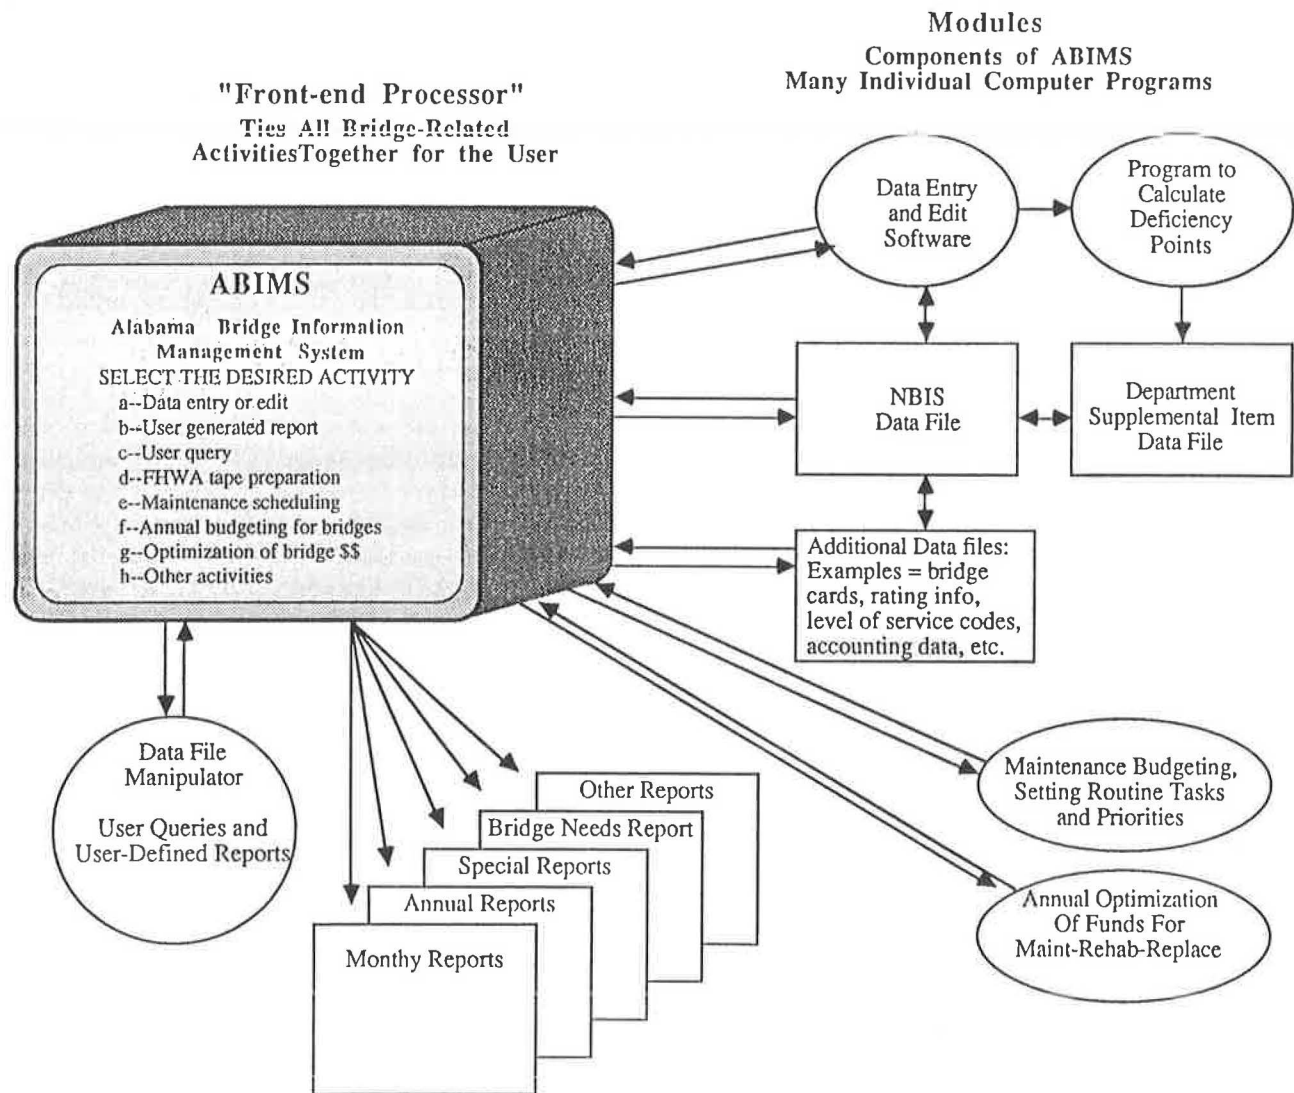 Modules
Components of ABIMS
Many Individual Computer Programs
"Front-end Processor"
Ties All Bridge-Related
ActivitiesTogether for the User
ABIMS
Alabama Bridge Information
Management System
SELECT THE DESIRED ACTIVITY
a--Data entry or edit
b--User generated report
c--User query
d--FHWA tape preparation
e--Maintenance scheduling
f--Annual budgeting for bridges
g--Optimization of bridge $$
h--Other activities
Data Entry
and Edit
Software
Program to
Calculate
Deficiency
Points
NBIS
Data File
Department
Supplemental Item
Data File
Additional Data files:
Examples = bridge
cards, rating info,
level of service codes,
accounting data, etc.
Maintenance Budgeting,
Setting Routine Tasks
and Priorities
Annual Optimization
Of Funds For
Maint-Rehab-Replace
Data File
Manipulator
User Queries and
User-Defined Reports
Other Reports
Bridge Needs Report
Special Reports
Annual Reports
Monthy Reports